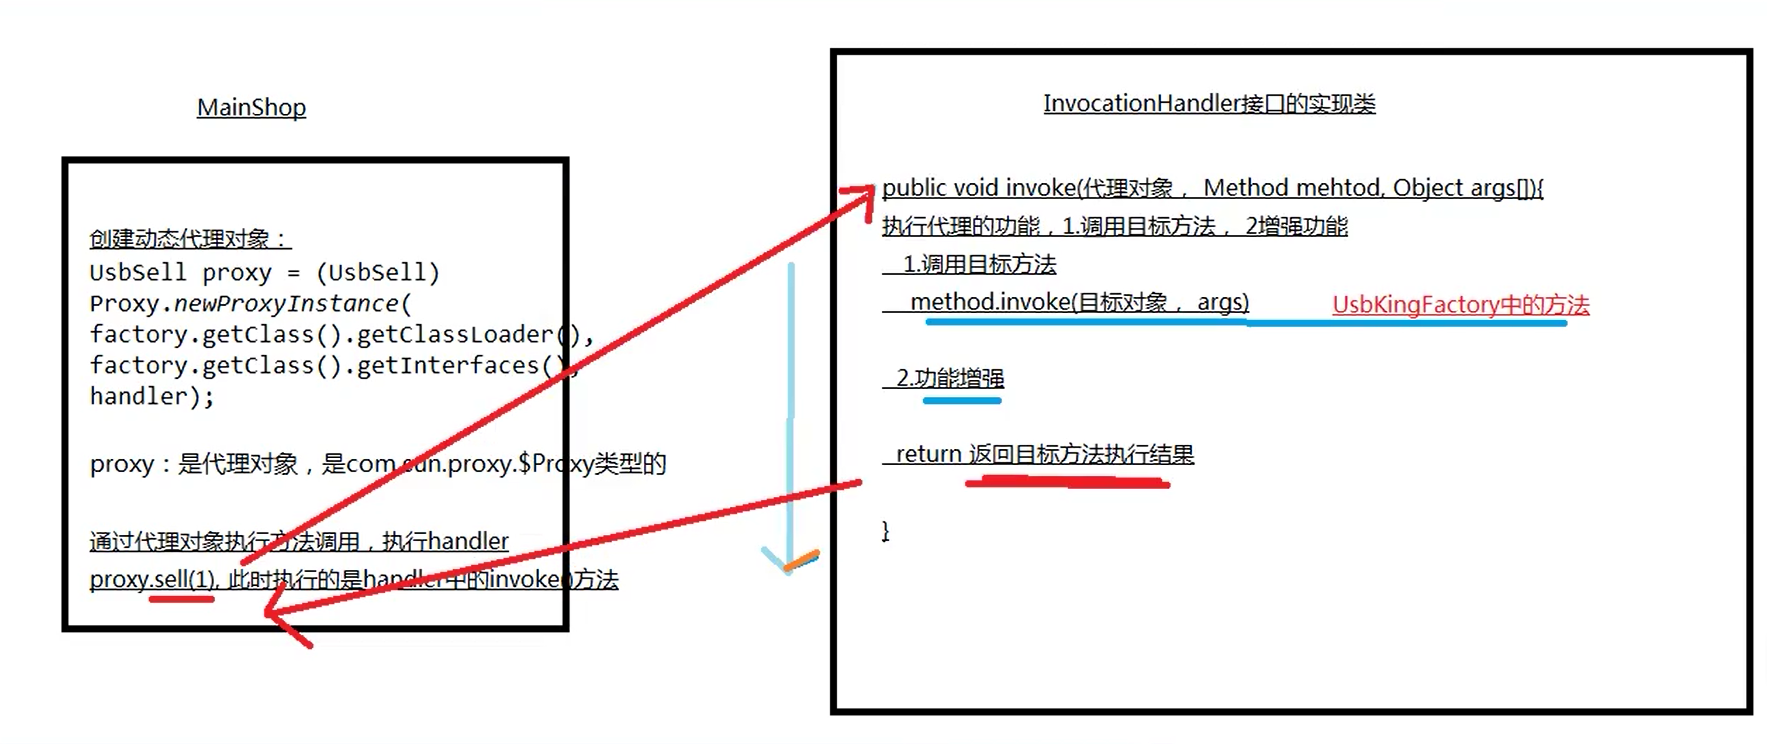 MainShop
创建动态代理对象：
UsbSell proxy = (UsbSell)
Proxy.newProxyInstance(
factory.getClass().getClassLoader(),
factory.getClass().getInterfaces(),
handler);
proxy：是代理对象，是com.sun.proxy.$Proxy类型的
通过代理对象执行方法调用，执行handler
proxy.sell(1), 此时执行的是handler中的invoke()方法
InvocationHandler接口的实现类
public void invoke(代理对象， Method mehtod, Object args[]){
执行代理的功能，1.调用目标方法， 2增强功能
1.调用目标方法
method.invoke(目标对象， args) UsbKingFactory中的方法
2.功能增强
return 返回目标方法执行结果
}